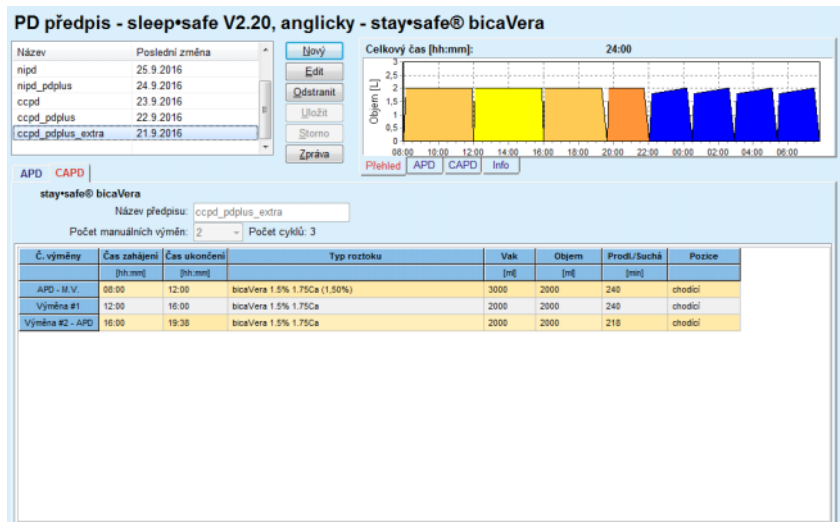 PD předpis - sleep•safe V2.20, anglicky - stay•safe® bicaVera
Název Poslední změna
nipd 25.9.2016
nipd_pdplus 24.9.2016
ccpd 23.9.2016
ccpd_pdplus 22.9.2016
ccpd_pdplus_extra 21.9.2016
Nový
Edit
Odstranit
Uložit
Storno
Zpráva
Celkový čas [hh:mm]: 24:00
Objem [L]
3
2,5
2
1,5
1
0,5
0
08:00 10:00 12:00 14:00 16:00 18:00 20:00 22:00 00:00 02:00 04:00 06:00
Přehled APD CAPD Info
APD CAPD
stay•safe® bicaVera
Název předpisu: ccpd_pdplus_extra
Počet manuálních výměn: 2 Počet cyklů: 3
Č. výměny Čas zahájení Čas ukončení Typ roztoku Vak Objem Prodl./Suchá Pozice
[hh:mm] [hh:mm] [ml] [ml] [min]
APD - M.V. 08:00 12:00 bicaVera 1.5% 1.75Ca (1,50%) 3000 2000 240 chodící
Výměna #1 12:00 16:00 bicaVera 1.5% 1.75Ca 2000 2000 240 chodící
Výměna #2 - APD 16:00 19:38 bicaVera 1.5% 1.75Ca 2000 2000 218 chodící